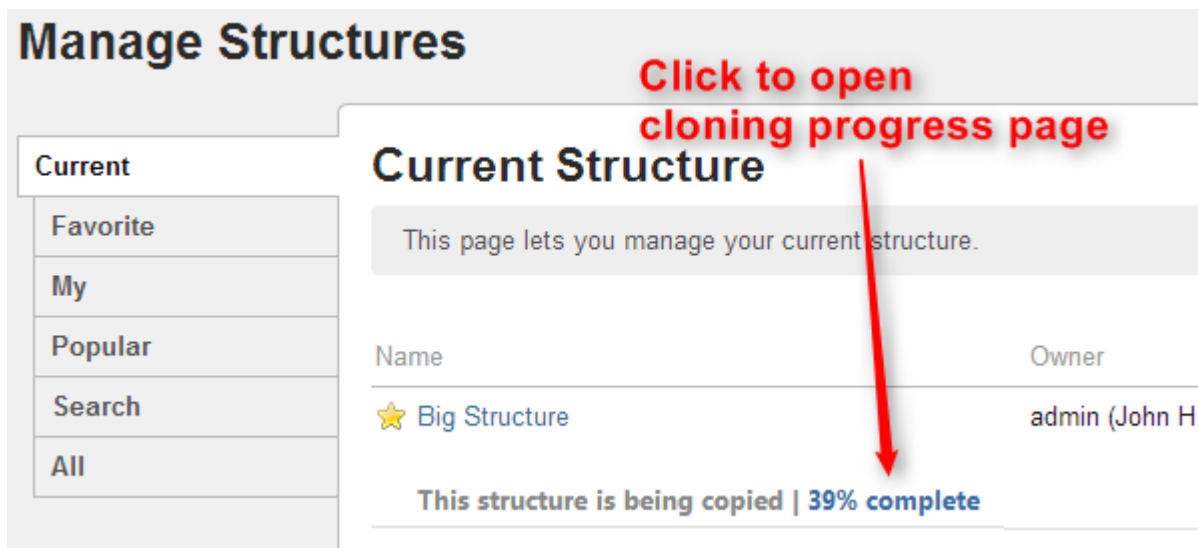 Manage Structures
Click to open
cloning progress page
Current
Favorite
My
Popular
Search
All
Current Structure
This page lets you manage your current structure.
Name Owner
Big Structure admin (John H
This structure is being copied | 39% complete